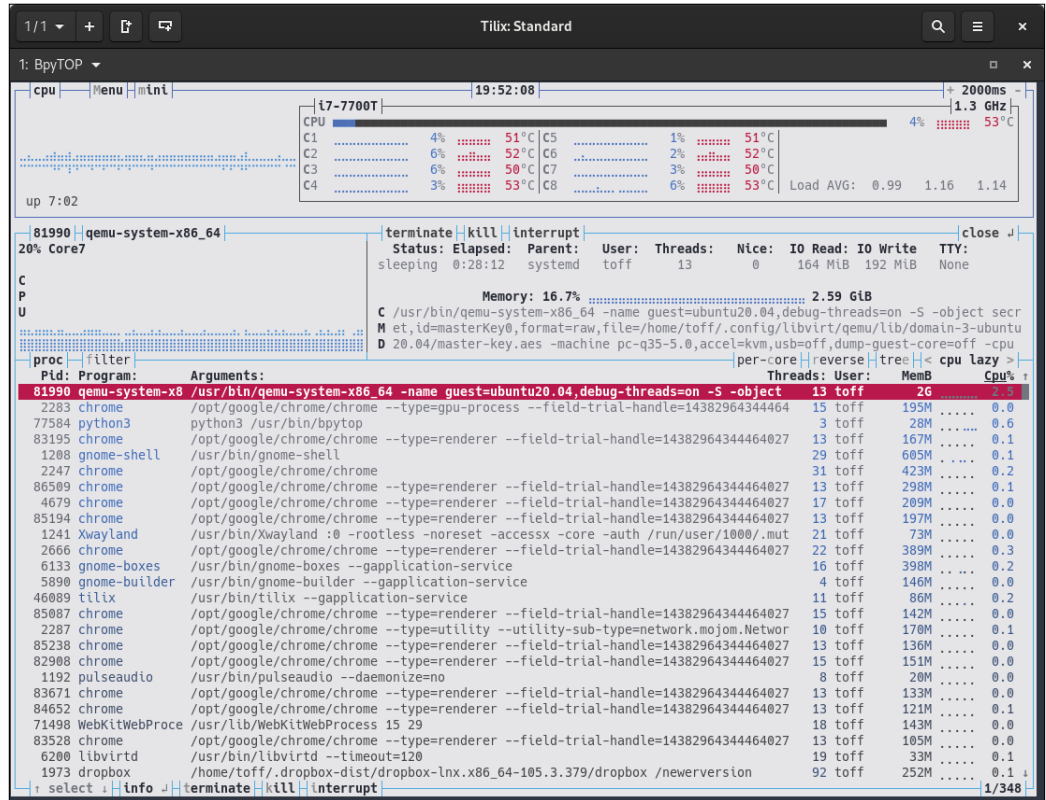 1/1
Tilix: Standard
1: BpyTOP
cpu Menu mini 19:52:08 + 2000ms -
i7-7700T 1.3 GHz
CPU 4% 53°C
C1 4% 51°C C5 1% 51°C
C2 6% 52°C C6 2% 52°C
C3 6% 50°C C7 3% 50°C
C4 3% 53°C C8 6% 53°C Load AVG: 0.99 1.16 1.14
up 7:02
81990 qemu-system-x86_64 terminate kill interrupt close ↲
20% Core7 Status: Elapsed: Parent: User: Threads: Nice: IO Read: IO Write TTY:
sleeping 0:28:12 systemd toff 13 0 164 MiB 192 MiB None
C
P Memory: 16.7% 2.59 GiB
U C /usr/bin/qemu-system-x86_64 -name guest=ubuntu20.04,debug-threads=on -S -object secr
M et,id=masterKey0,format=raw,file=/home/toff/.config/libvirt/qemu/lib/domain-3-ubuntu
D 20.04/master-key.aes -machine pc-q35-5.0,accel=kvm,usb=off,dump-guest-core=off -cpu
proc filter per-core reverse tree < cpu lazy >
Pid: Program: Arguments: Threads: User: MemB Cpu% ↑
81990 qemu-system-x8 /usr/bin/qemu-system-x86_64 -name guest=ubuntu20.04,debug-threads=on -S -object 13 toff 2G 2.5
2283 chrome /opt/google/chrome/chrome --type=gpu-process --field-trial-handle=14382964344464 15 toff 195M 0.0
77584 python3 python3 /usr/bin/bpytop 3 toff 28M 0.6
83195 chrome /opt/google/chrome/chrome --type=renderer --field-trial-handle=14382964344464027 13 toff 167M 0.1
1208 gnome-shell /usr/bin/gnome-shell 29 toff 605M 0.1
2247 chrome /opt/google/chrome/chrome 31 toff 423M 0.2
86509 chrome /opt/google/chrome/chrome --type=renderer --field-trial-handle=14382964344464027 13 toff 298M 0.1
4679 chrome /opt/google/chrome/chrome --type=renderer --field-trial-handle=14382964344464027 17 toff 209M 0.0
85194 chrome /opt/google/chrome/chrome --type=renderer --field-trial-handle=14382964344464027 13 toff 197M 0.0
1241 Xwayland /usr/bin/Xwayland :0 -rootless -noreset -accessx -core -auth /run/user/1000/.mut 21 toff 73M 0.0
2666 chrome /opt/google/chrome/chrome --type=renderer --field-trial-handle=14382964344464027 22 toff 389M 0.3
6133 gnome-boxes /usr/bin/gnome-boxes --gapplication-service 16 toff 398M 0.2
5890 gnome-builder /usr/bin/gnome-builder --gapplication-service 4 toff 146M 0.0
46089 tilix /usr/bin/tilix --gapplication-service 11 toff 86M 0.2
85087 chrome /opt/google/chrome/chrome --type=renderer --field-trial-handle=14382964344464027 15 toff 142M 0.0
2287 chrome /opt/google/chrome/chrome --type=utility --utility-sub-type=network.mojom.Networ 10 toff 170M 0.1
85238 chrome /opt/google/chrome/chrome --type=renderer --field-trial-handle=14382964344464027 13 toff 136M 0.0
82908 chrome /opt/google/chrome/chrome --type=renderer --field-trial-handle=14382964344464027 15 toff 151M 0.0
1192 pulseaudio /usr/bin/pulseaudio --daemonize=no 8 toff 20M 0.0
83671 chrome /opt/google/chrome/chrome --type=renderer --field-trial-handle=14382964344464027 13 toff 133M 0.0
84652 chrome /opt/google/chrome/chrome --type=renderer --field-trial-handle=14382964344464027 13 toff 121M 0.1
71498 WebKitWebProce /usr/lib/WebKitWebProcess 15 29 18 toff 143M 0.0
83528 chrome /opt/google/chrome/chrome --type=renderer --field-trial-handle=14382964344464027 13 toff 105M 0.0
6200 libvirtd /usr/bin/libvirtd --timeout=120 19 toff 33M 0.1
1973 dropbox /home/toff/.dropbox-dist/dropbox-lnx.x86_64-105.3.379/dropbox /newerversion 92 toff 252M 0.1 ↓
↑ select ↓ info ↲ terminate kill interrupt 1/348